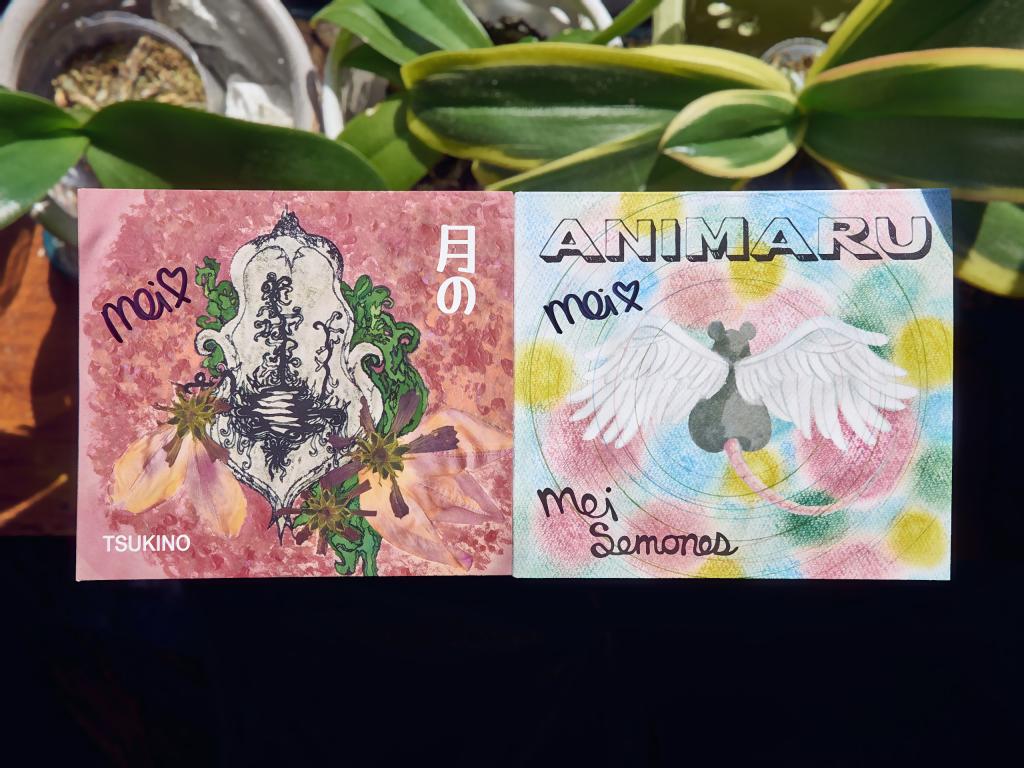 月の
mei♡
TSUKINO
ANIMARU
mei♡
mei
Semones